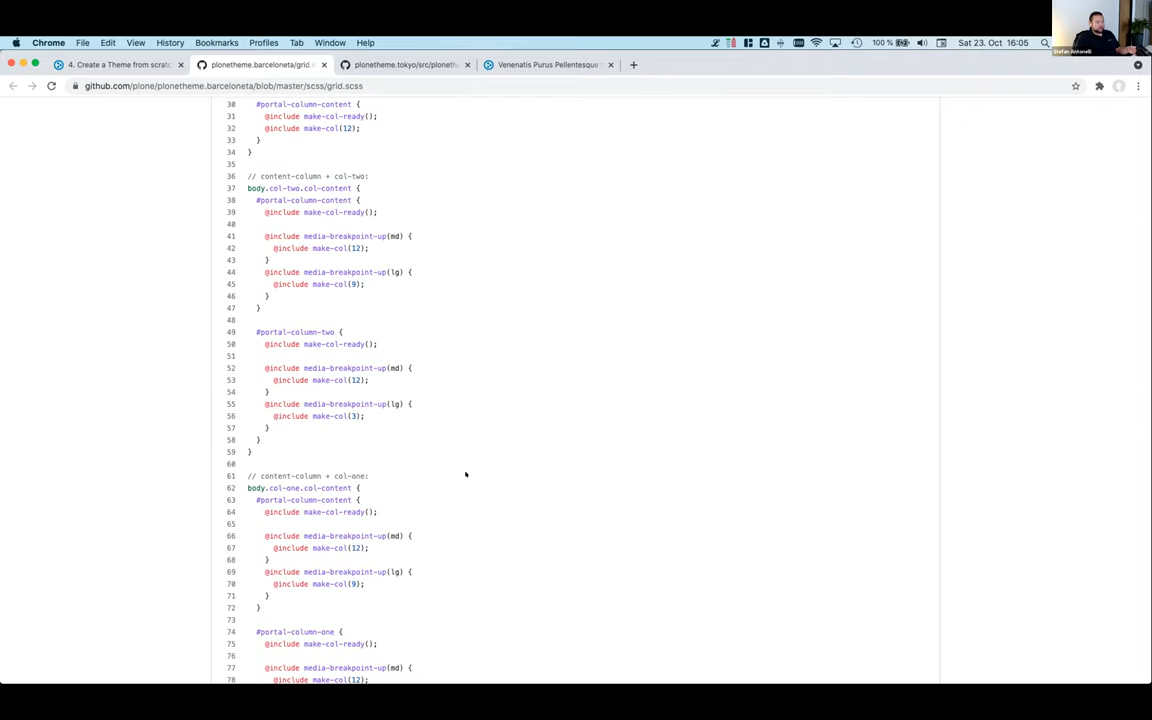 Stefan Antonelli
Chrome File Edit View History Bookmarks Profiles Tab Window Help 100 % Sat 23. Oct 16:05
4. Create a Theme from scratc plonetheme.barceloneta/grid.s plonetheme.tokyo/src/ploneth Venenatis Purus Pellentesque
github.com/plone/plonetheme.barceloneta/blob/master/scss/grid.scss
30 #portal-column-content {
31 @include make-col-ready();
32 @include make-col(12);
33 }
34 }
35
36 // content-column + col-two:
37 body.col-two.col-content {
38 #portal-column-content {
39 @include make-col-ready();
40
41 @include media-breakpoint-up(md) {
42 @include make-col(12);
43 }
44 @include media-breakpoint-up(lg) {
45 @include make-col(9);
46 }
47 }
48
49 #portal-column-two {
50 @include make-col-ready();
51
52 @include media-breakpoint-up(md) {
53 @include make-col(12);
54 }
55 @include media-breakpoint-up(lg) {
56 @include make-col(3);
57 }
58 }
59 }
60
61 // content-column + col-one:
62 body.col-one.col-content {
63 #portal-column-content {
64 @include make-col-ready();
65
66 @include media-breakpoint-up(md) {
67 @include make-col(12);
68 }
69 @include media-breakpoint-up(lg) {
70 @include make-col(9);
71 }
72 }
73
74 #portal-column-one {
75 @include make-col-ready();
76
77 @include media-breakpoint-up(md) {
78 @include make-col(12);